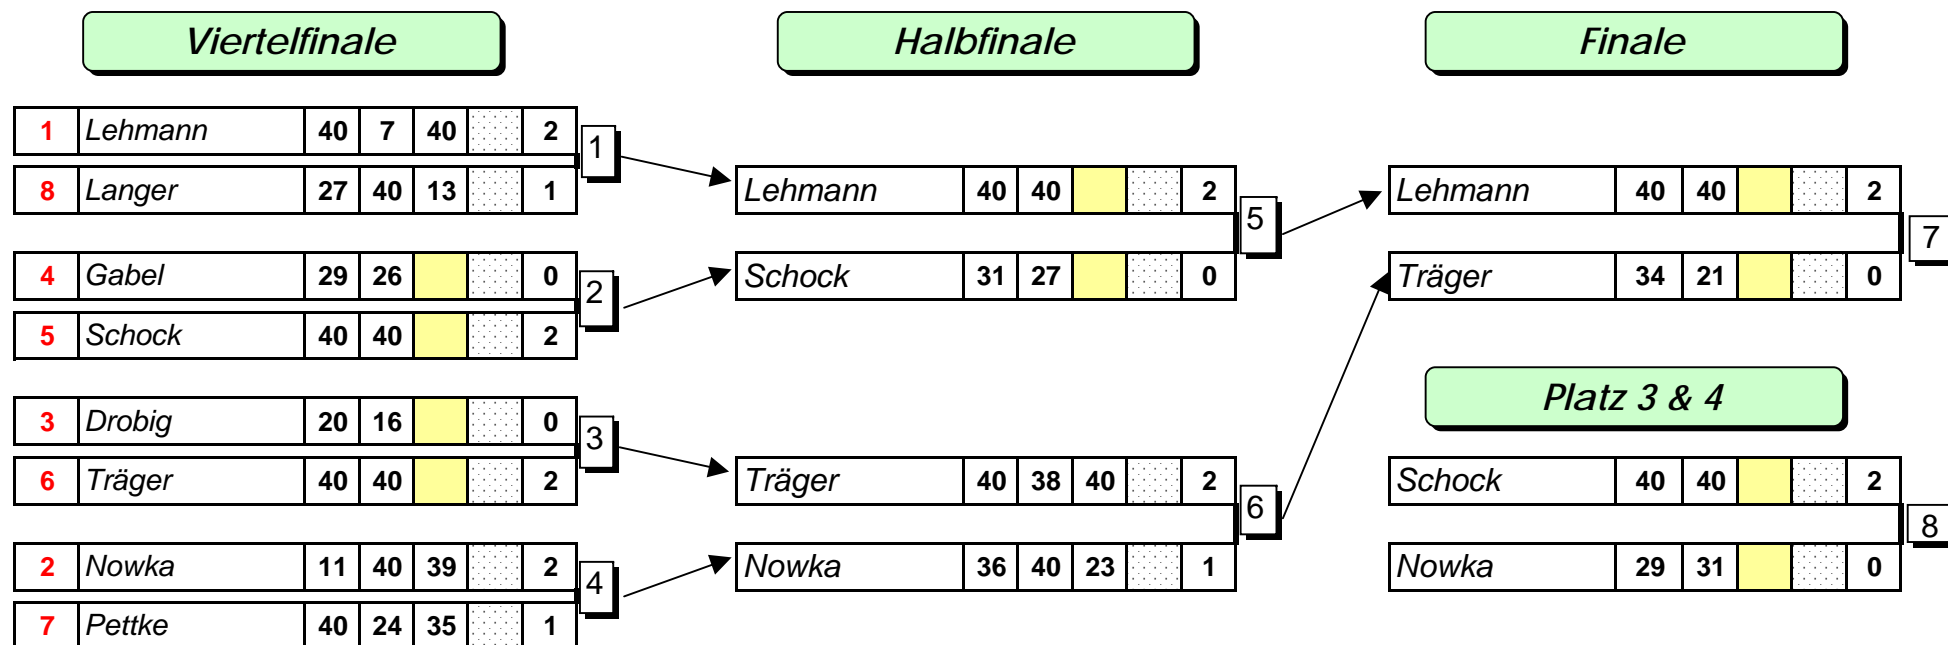 Viertelfinale Halbfinale Finale
1 Lehmann 40 7 40 2
1
8 Langer 27 40 13 1
Lehmann 40 40 2
5
Schock 31 27 0
Lehmann 40 40 2
7
Träger 34 21 0
4 Gabel 29 26 0
2
5 Schock 40 40 2
Platz 3 & 4
3 Drobig 20 16 0
3
6 Träger 40 40 2
Träger 40 38 40 2
6
Nowka 36 40 23 1
Schock 40 40 2
8
Nowka 29 31 0
2 Nowka 11 40 39 2
4
7 Pettke 40 24 35 1